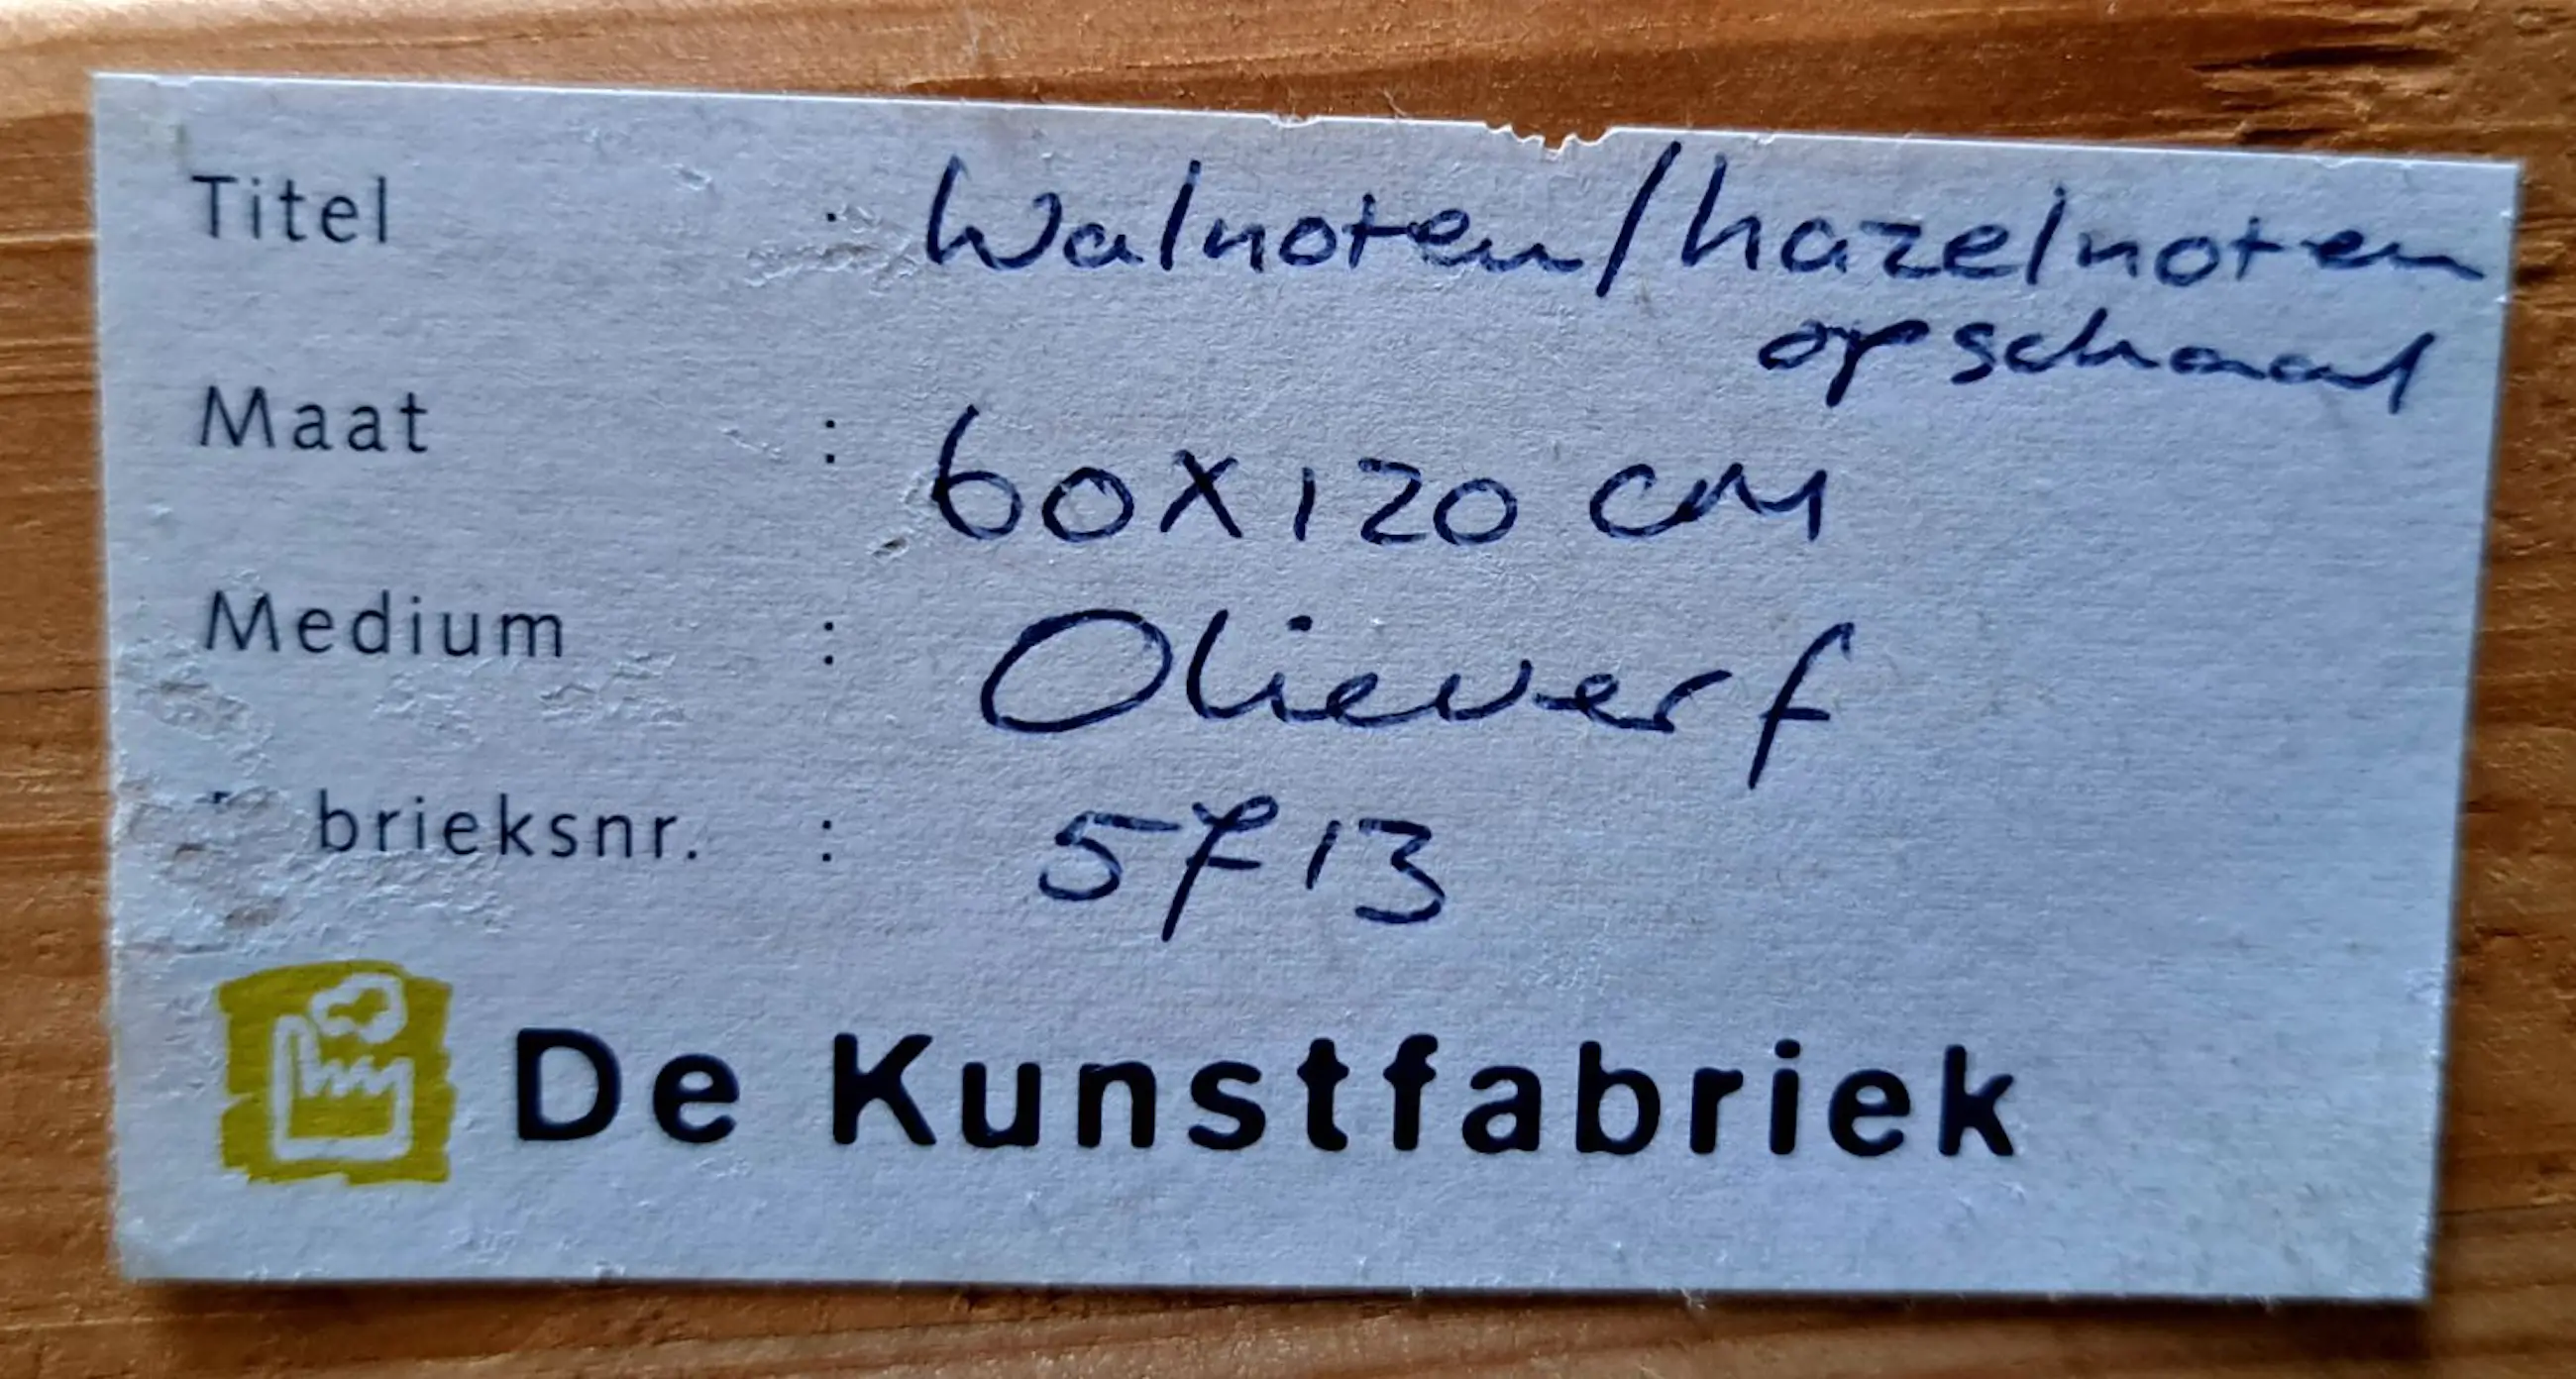 Titel : Walnoten/hazelnoten
op schaal
Maat : 60X120 cm
Medium : Olieverf
brieksnr. : 5713
De Kunstfabriek